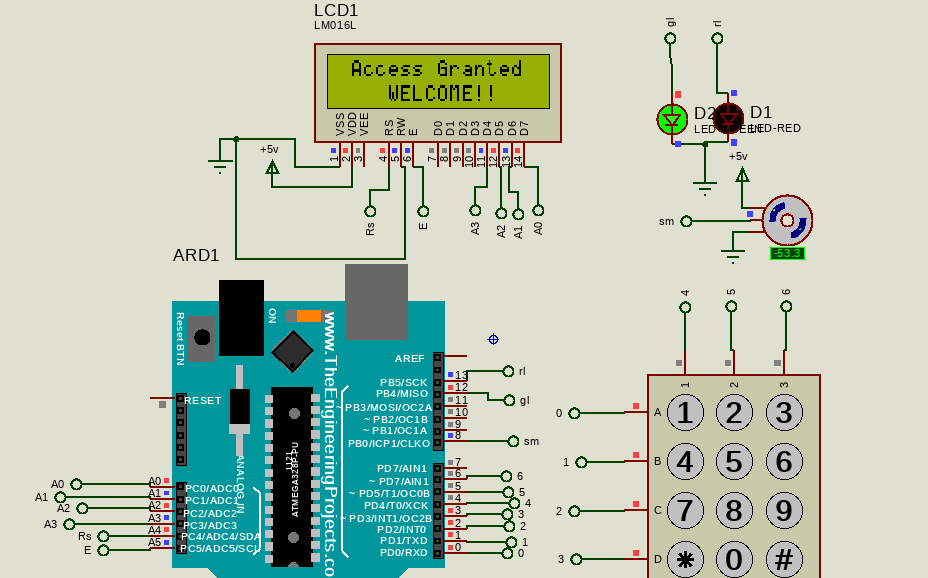 LCD1
LM016L
Access Granted
WELCOME!!
VSS
VDD
VEE
RS
RW
E
D0
D1
D2
D3
D4
D5
D6
D7
1
2
3
4
5
6
7
8
9
10
11
12
13
14
+5v
Rs
E
A3
A2
A1
A0
gl
rl
D2
D1
LED-RED
+5v
sm
-53.3
ARD1
Reset BTN
ON
www.TheEngineeringProjects.co
RESET
ATMEGA328P-PU
1121
ANALOG IN
AREF
PB5/SCK 13 rl
PB4/MISO 12
~PB3/MOSI/OC2A 11 gl
~PB2/OC1B 10
~PB1/OC1A 9
PB0/ICP1/CLKO 8 sm
PD7/AIN1 7
~PD6/AIN0 6 6
~PD5/T1/OC0B 5 5
PD4/T0/XCK 4 4
~PD3/INT1/OC2B 3 3
PD2/INT0 2 2
PD1/TXD 1 1
PD0/RXD 0 0
A0 A0 PC0/ADC0
A1 A1 PC1/ADC1
A2 A2 PC2/ADC2
A3 A3 PC3/ADC3
Rs A4 PC4/ADC4/SDA
E A5 PC5/ADC5/SCL
4 5 6
1 2 3
0 A 1 2 3
1 B 4 5 6
2 C 7 8 9
3 D * 0 #